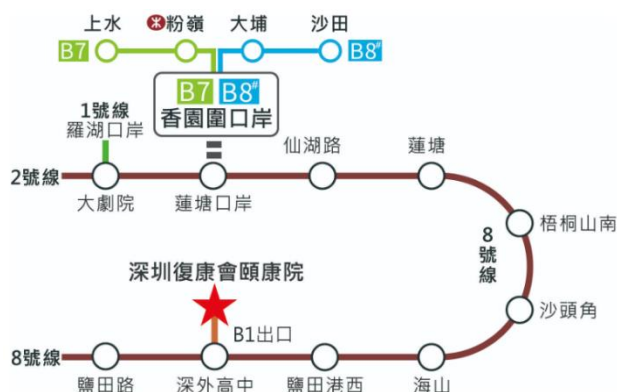 上水
粉嶺
大埔
沙田
B7
B8#
B7 B8#
香園圍口岸
1號線
羅湖口岸
仙湖路
蓮塘
2號線
大劇院
蓮塘口岸
梧桐山南
8號線
深圳復康會頤康院
沙頭角
B1出口
8號線
鹽田路
深外高中
鹽田港西
海山